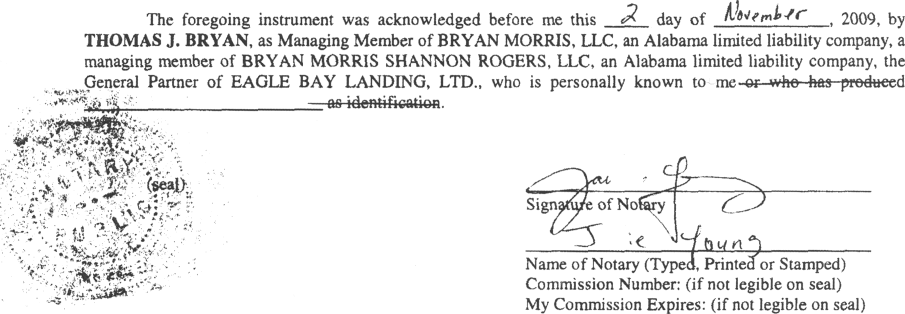 The foregoing instrument was acknowledged before me this 2 day of November, 2009, by
THOMAS J. BRYAN, as Managing Member of BRYAN MORRIS, LLC, an Alabama limited liability company, a
managing member of BRYAN MORRIS SHANNON ROGERS, LLC, an Alabama limited liability company, the
General Partner of EAGLE BAY LANDING, LTD., who is personally known to me or who has produced
as identification.
NOTARY
(seal)
PUBLIC
Signature of Notary
Young
Name of Notary (Typed, Printed or Stamped)
Commission Number: (if not legible on seal)
My Commission Expires: (if not legible on seal)